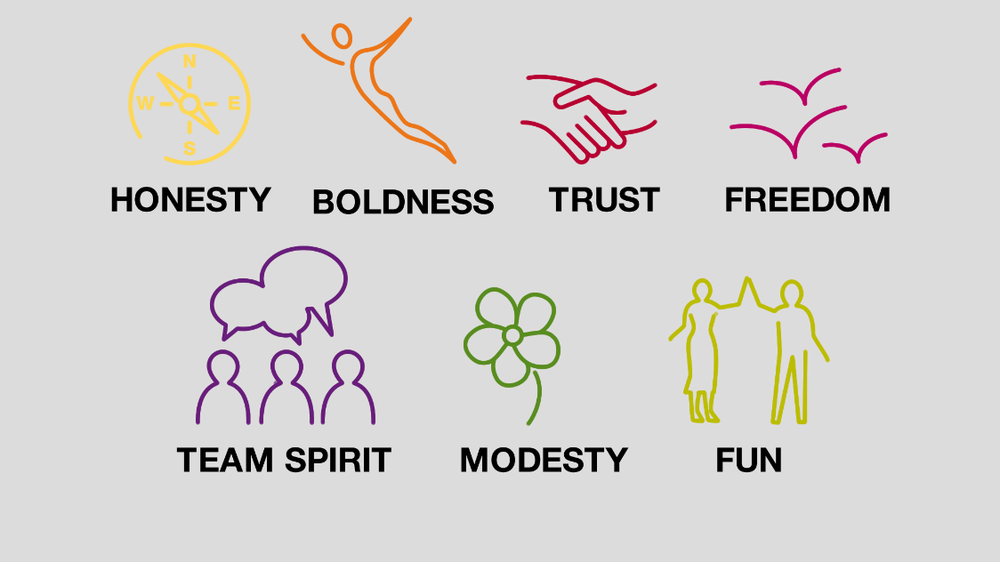 N
W E
S
HONESTY BOLDNESS TRUST FREEDOM
TEAM SPIRIT MODESTY FUN